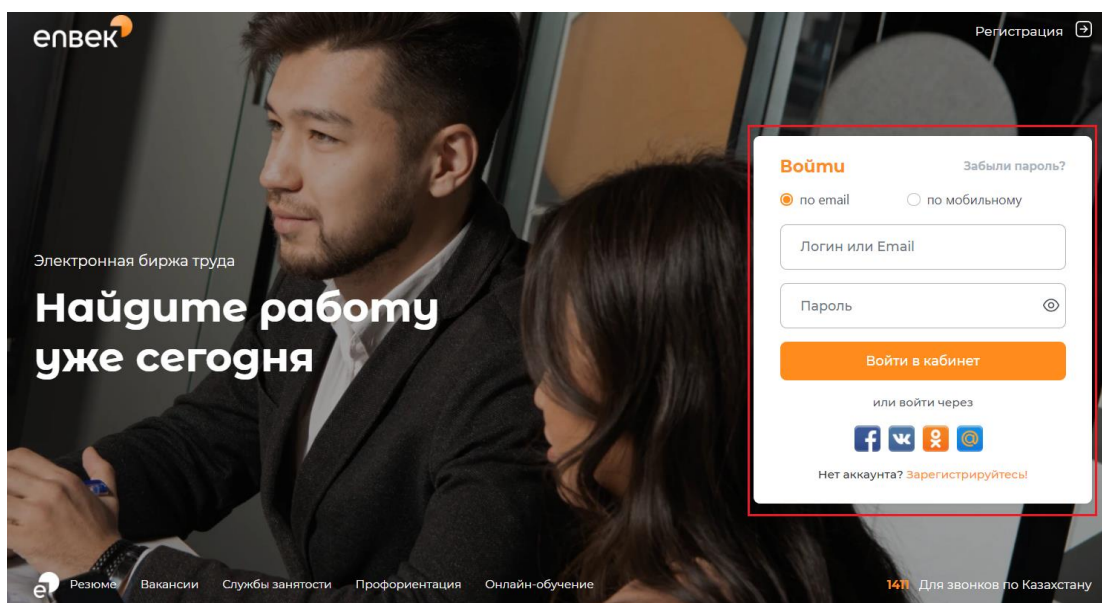 enвек
Регистрация
Войти
Забыли пароль?
по email
по мобильному
Логин или Email
Пароль
Войти в кабинет
или войти через
Нет аккаунта? Зарегистрируйтесь!
Электронная биржа труда
Найдите работу
уже сегодня
Резюме Вакансии Службы занятости Профориентация Онлайн-обучение
1411 Для звонков по Казахстану